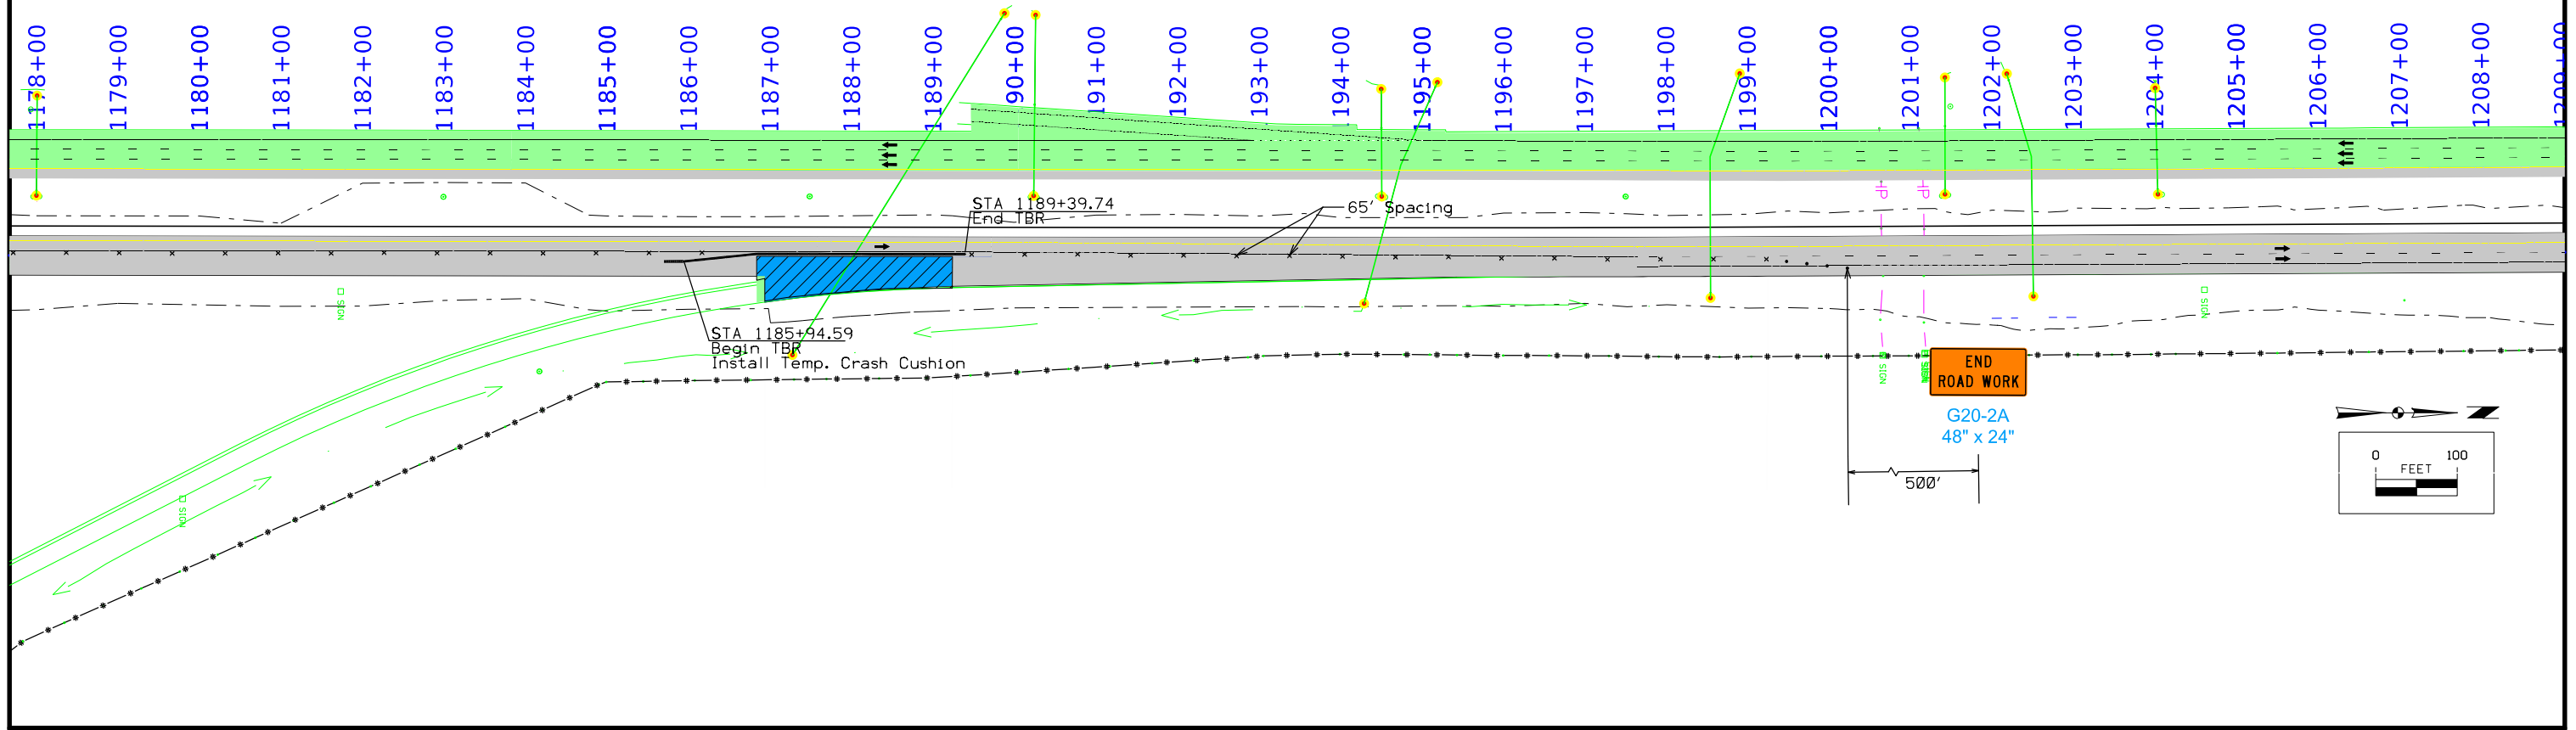 1178+00
1179+00
1180+00
1181+00
1182+00
1183+00
1184+00
1185+00
1186+00
1187+00
1188+00
1189+00
90+00
1191+00
1192+00
1193+00
1194+00
1195+00
1196+00
1197+00
1198+00
1199+00
1200+00
1201+00
1202+00
1203+00
1204+00
1205+00
1206+00
1207+00
1208+00
1209+00
STA 1189+39.74
End TBR
65' Spacing
HP
HP
SIGN
STA 1185+94.59
Begin TBR
Install Temp. Crash Cushion
SIGN
SIGN
SIGN
SIGN
END
ROAD WORK
G20-2A
48" x 24"
500'
0 100
FEET